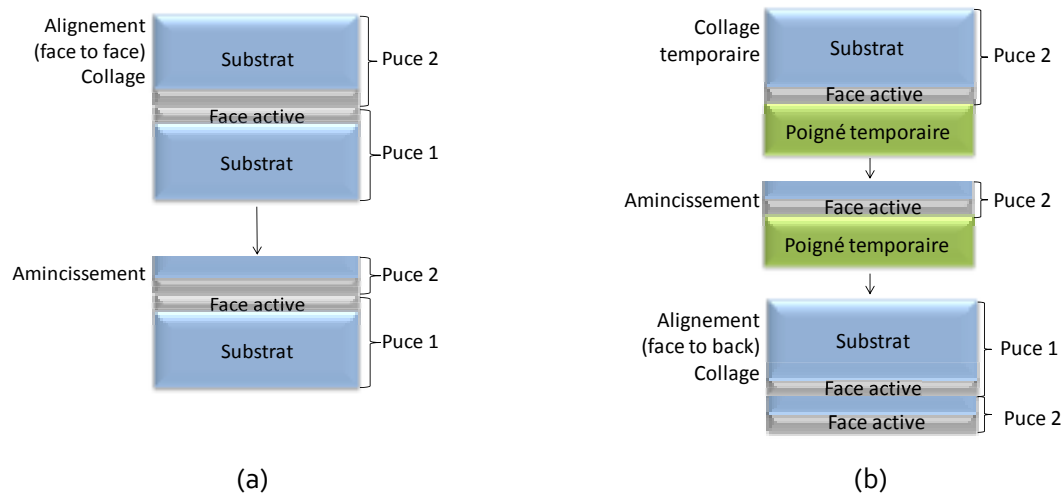 Alignement
(face to face)
Collage
Substrat
Puce 2
Face active
Substrat
Puce 1
Amincissement
Puce 2
Face active
Substrat
Puce 1
(a)
Collage
temporaire
Substrat
Puce 2
Face active
Poigné temporaire
Amincissement
Face active
Puce 2
Poigné temporaire
Alignement
(face to back)
Collage
Substrat
Puce 1
Face active
Face active
Puce 2
(b)